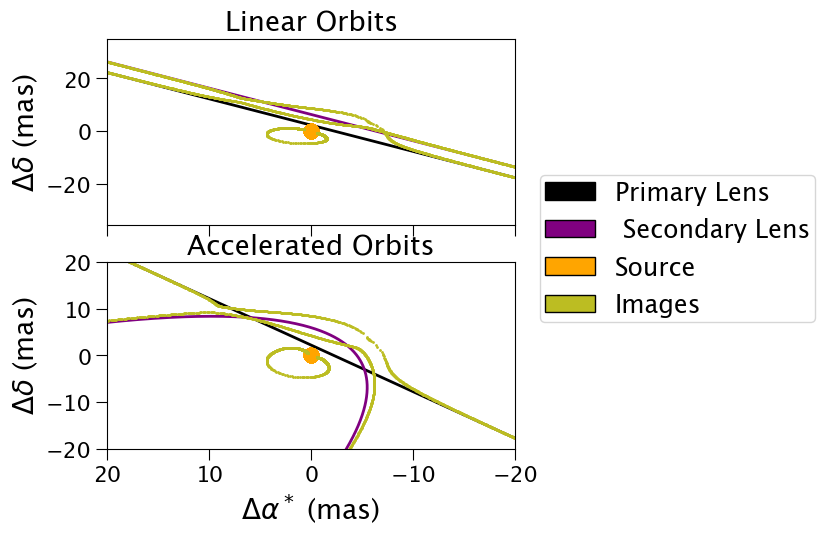 Linear Orbits
20
0
−20
Δδ (mas)
Accelerated Orbits
20
10
0
−10
−20
Δδ (mas)
20 10 0 −10 −20
Δα* (mas)
Primary Lens
Secondary Lens
Source
Images